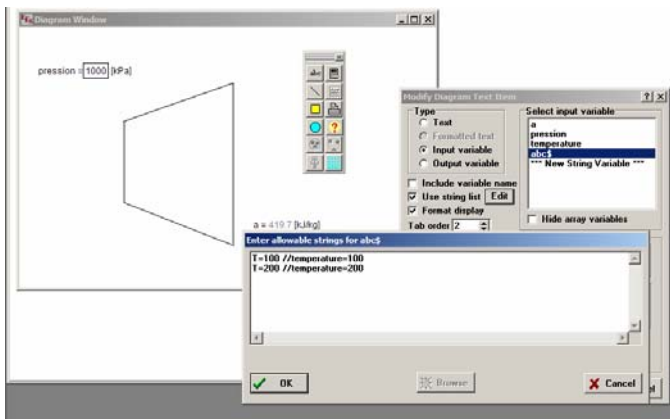 Diagram Window
pression = 1000 [kPa]
abc
a = 419.7 [kJ/kg]
Modify Diagram Text Item
Type
Text
Formatted text
Input variable
Output variable
Include variable name
Use string list Edit
Format display
Tab order 2
Select input variable
a
pression
temperature
abc$
*** New String Variable ***
Hide array variables
Enter allowable strings for abc$
T=100 //temperature=100
T=200 //temperature=200
OK
Browse
Cancel